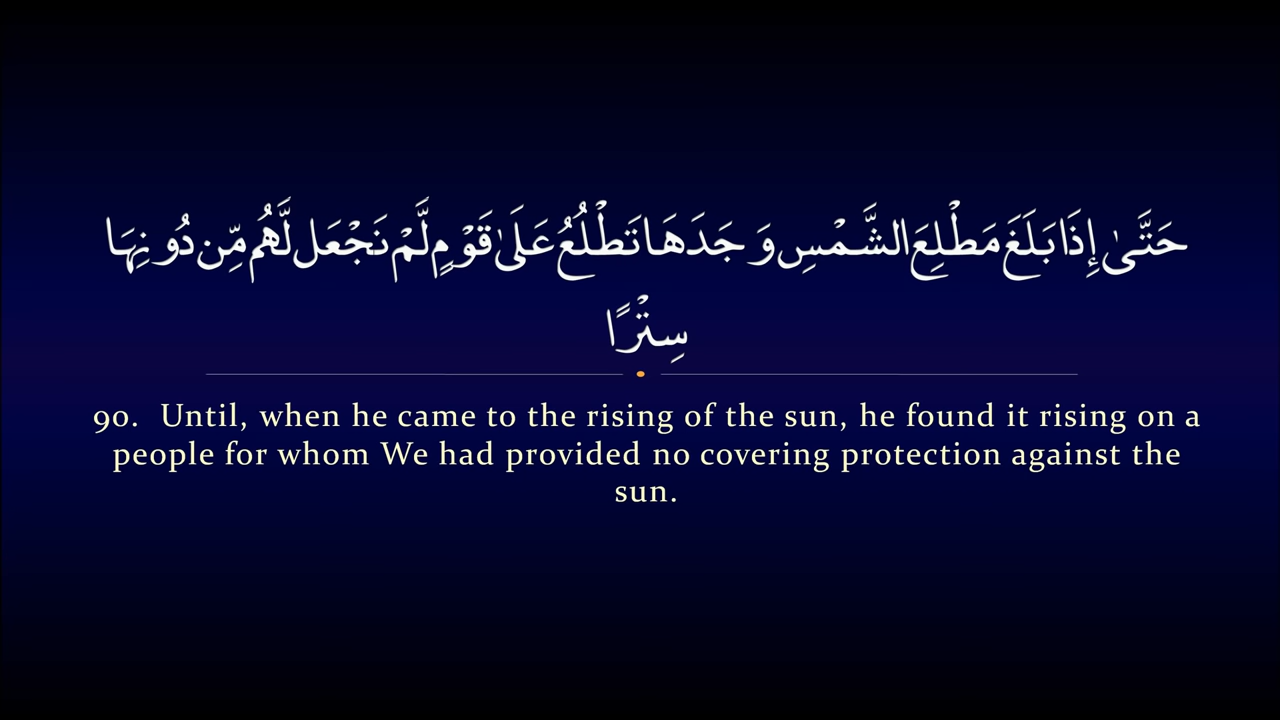 حَتَّىٰ إِذَا بَلَغَ مَطْلِعَ الشَّمْسِ وَجَدَهَا تَطْلُعُ عَلَىٰ قَوْمٍ لَّمْ نَجْعَل لَّهُم مِّن دُونِهَا
سِتْرًا
90. Until, when he came to the rising of the sun, he found it rising on a
people for whom We had provided no covering protection against the
sun.